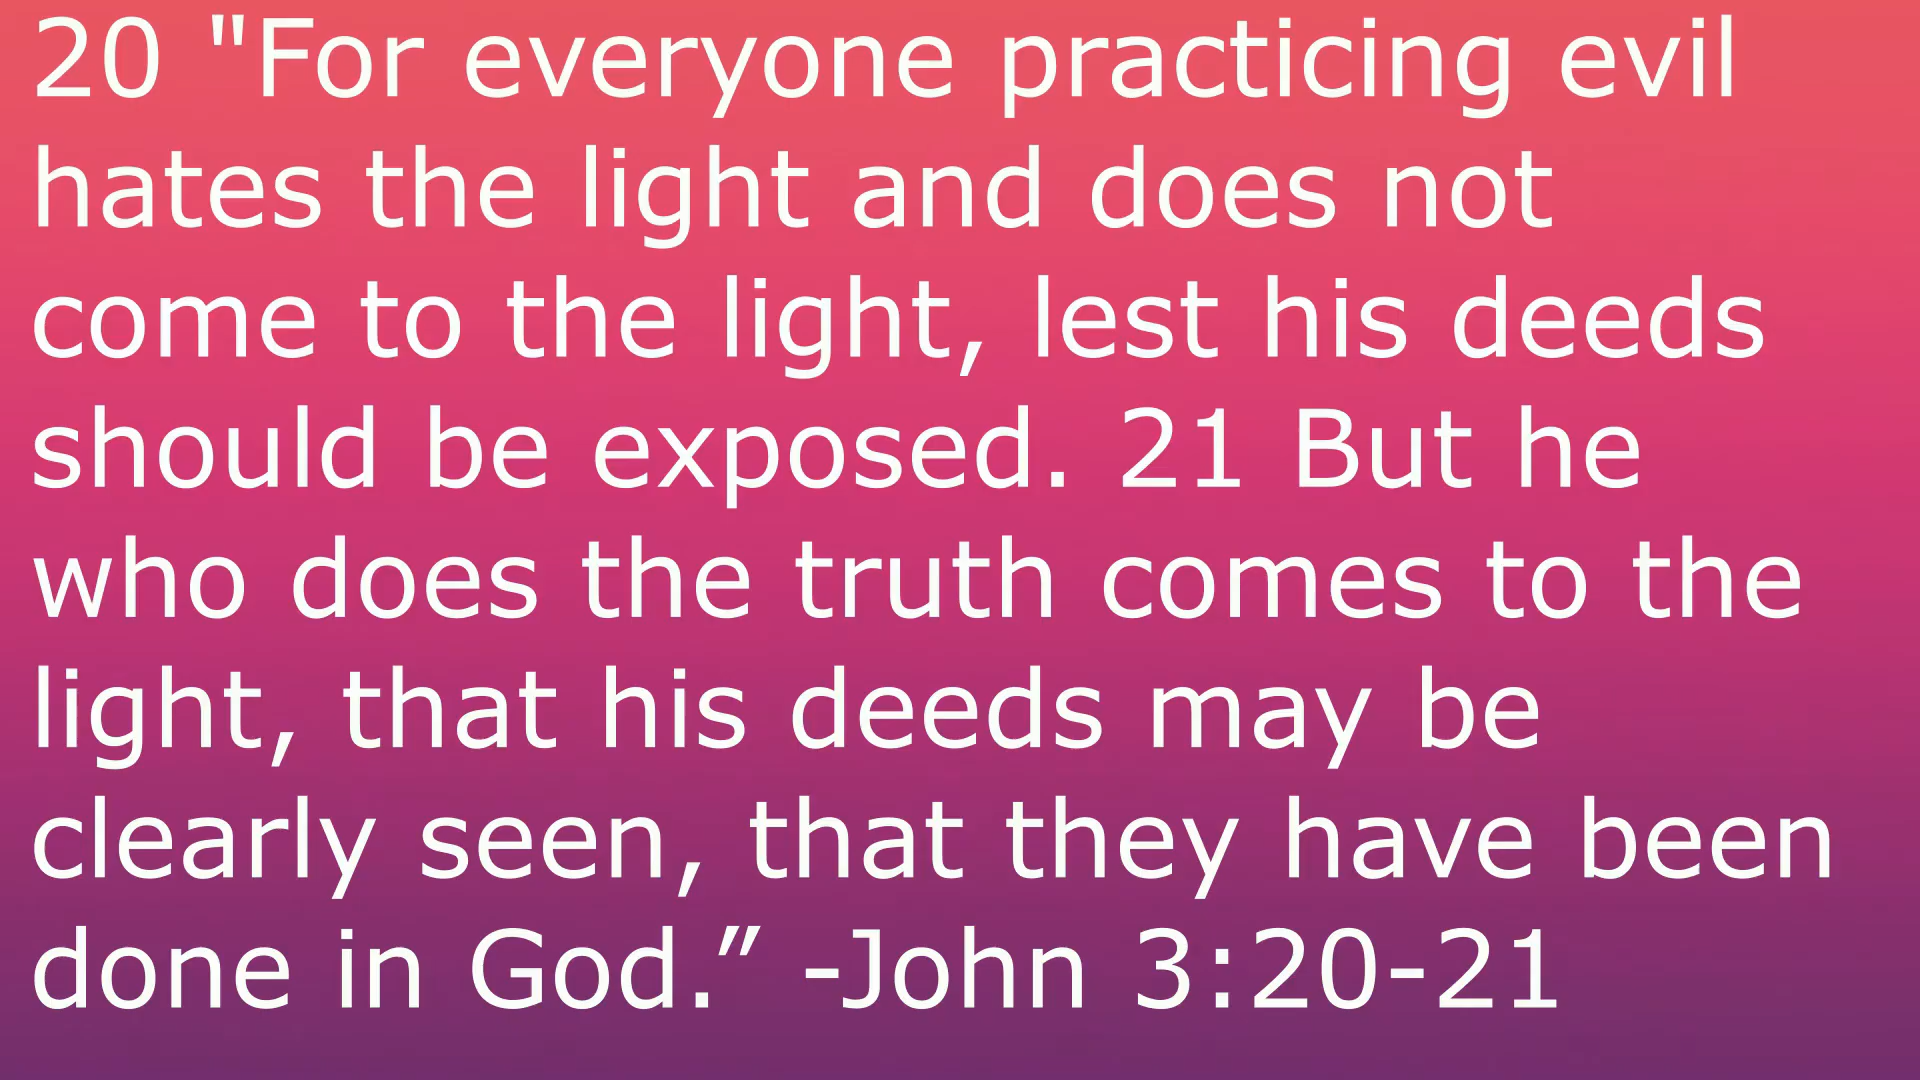 20 "For everyone practicing evil
hates the light and does not
come to the light, lest his deeds
should be exposed. 21 But he
who does the truth comes to the
light, that his deeds may be
clearly seen, that they have been
done in God.” -John 3:20-21